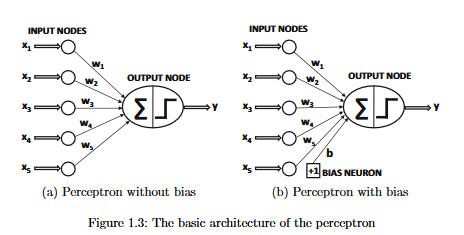 INPUT NODES
x1
w1
x2
w2
OUTPUT NODE
x3
w3
Σ
y
x4
w4
w5
x5
(a) Perceptron without bias
INPUT NODES
x1
w1
x2
w2
OUTPUT NODE
x3
w3
Σ
y
x4
w4
w5
b
x5
+1 BIAS NEURON
(b) Perceptron with bias
Figure 1.3: The basic architecture of the perceptron